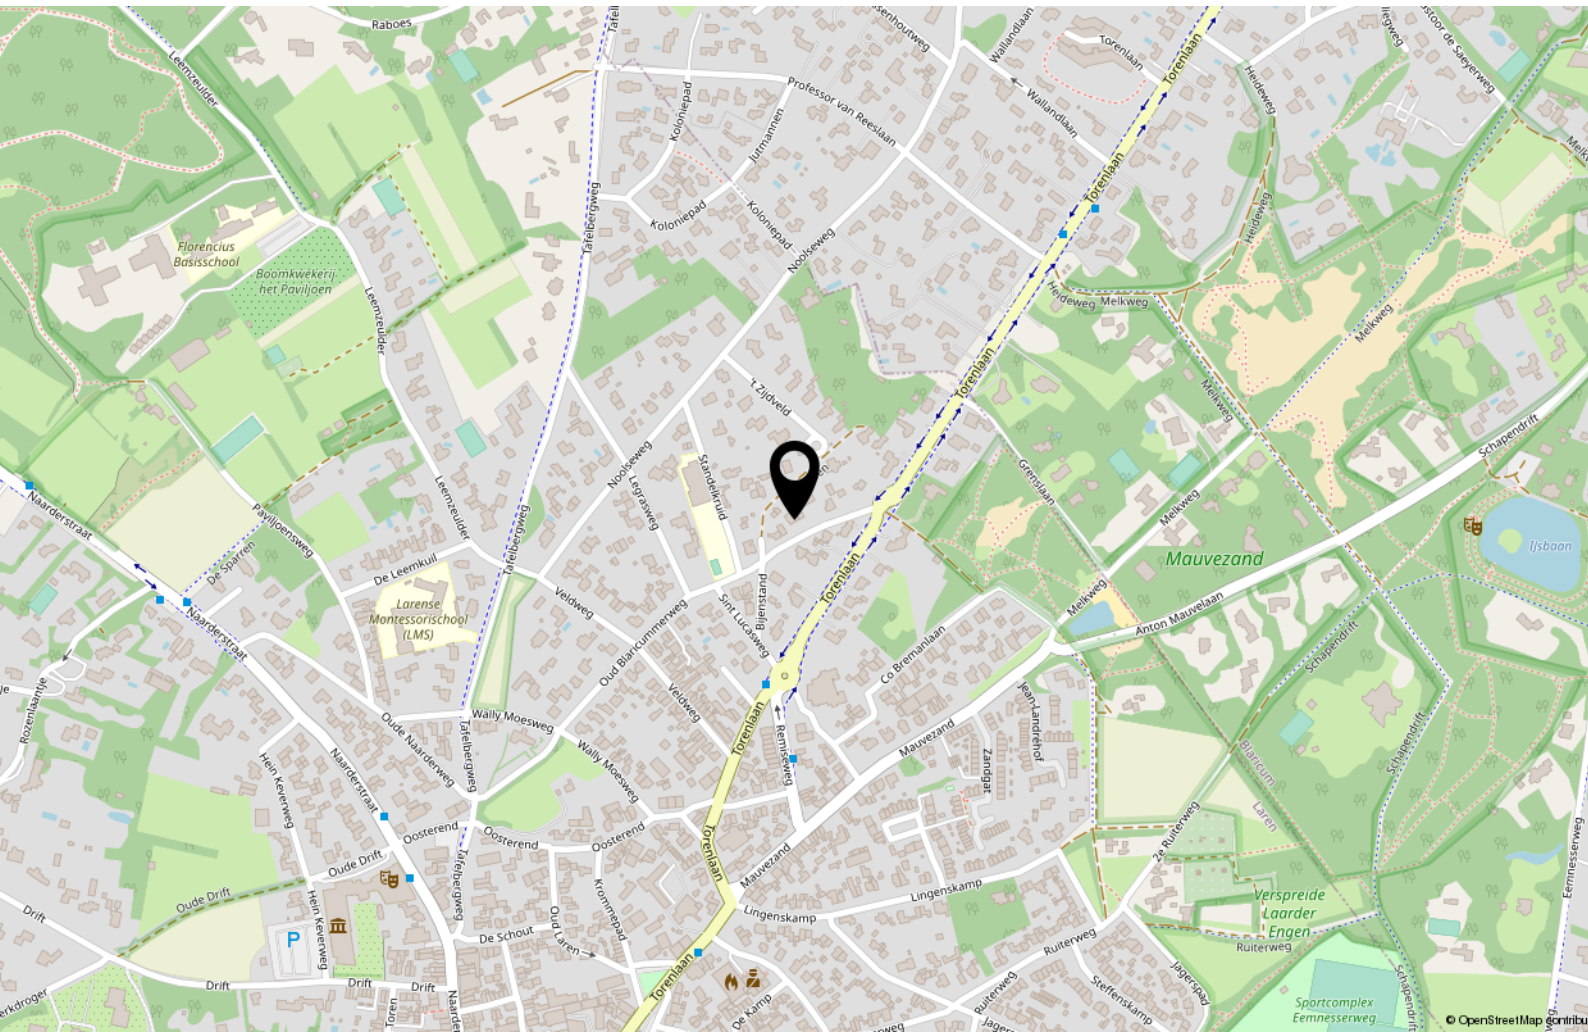 Raboes
Leemzeulder
Koloniepad
Jutmannen
Professor van Reeslaan
Wallandlaan
Torenlaan
Torenlaan
Wallandlaan
Heideweg
Torenlaan
Heideweg
Tafelbergweg
Koloniepad
Koloniepad
Noolseweg
Florencius
Basisschool
Boomkwekerij
het Paviljoen
Leemzeulder
Heideweg
Melkweg
Melkweg
Melkweg
Torenlaan
't Zijdveld
Noolseweg
Standelkruid
Legrasweg
Leemzeulder
Grenslaan
Melkweg
Schapendrift
Naarderstraat
Paviljoensweg
De Sparren
Tafelbergweg
De Leemkuil
Larense
Montessorischool
(LMS)
Veldweg
Torenlaan
Mauvezand
IJsbaan
Melkweg
Anton Mauvelaan
Naarderstraat
Bijenstand
Sint Lucasweg
Oud Blaricummerweg
Co Bremanlaan
Schapendrift
Rozenlaantje
Veldweg
Jean-Landréhof
Wally Moesweg
Tafelbergweg
Oude Naarderweg
Wally Moesweg
Torenlaan
Remiseweg
Mauvezand
Zandgat
Schapendrift
Blaricum
Laren
Naarderstraat
Hein Keverweg
Oosterend
Oosterend
Oosterend
Torenlaan
Mauvezand
2e Ruiterweg
Eemnesserweg
Oude Drift
Oude Drift
Tafelbergweg
Krommepad
Lingenskamp
Lingenskamp
Verspreide
Laarder
Engen
Drift
Hein Keverweg
P
De Schout
Oud Laren
Ruiterweg
Ruiterweg
Drift
Drift
Drift
Toren
Torenlaan
De Kamp
Ruiterweg
Steffenskamp
Jagerspad
Sportcomplex
Eemnesserweg
© OpenStreetMap contribu